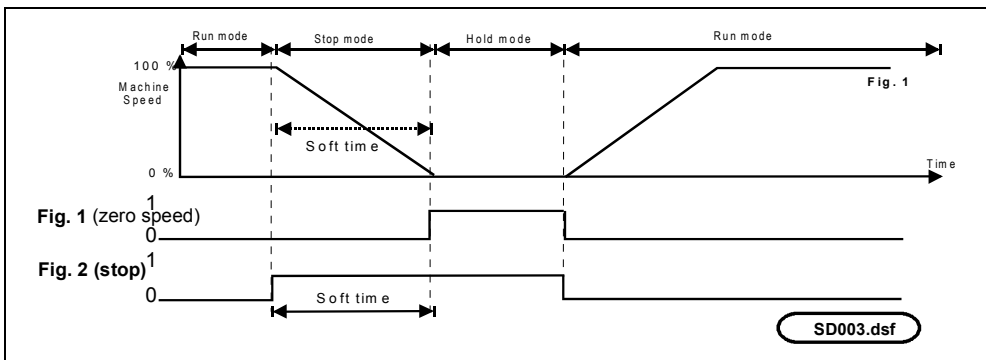 Run mode Stop mode Hold mode Run mode
100 %
Machine
Speed
Fig. 1
Soft time
0 %
Time
Fig. 1 (zero speed)
1
0
Fig. 2 (stop)
1
0
Soft time
SD003.dsf